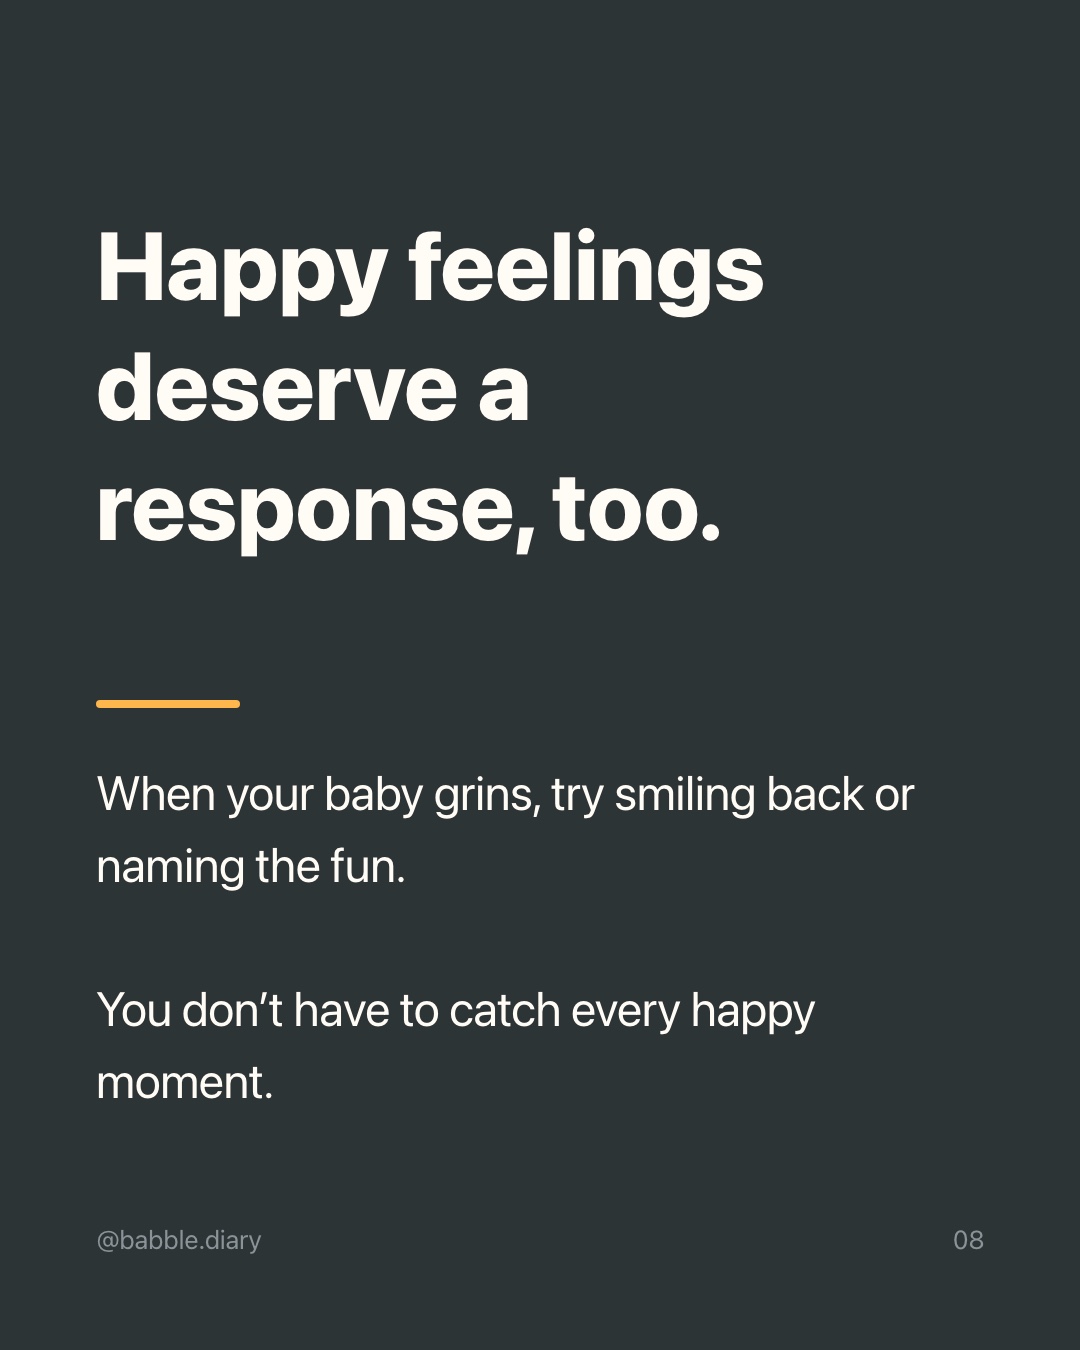 Happy feelings
deserve a
response, too.
When your baby grins, try smiling back or
naming the fun.
You don’t have to catch every happy
moment.
@babble.diary
08